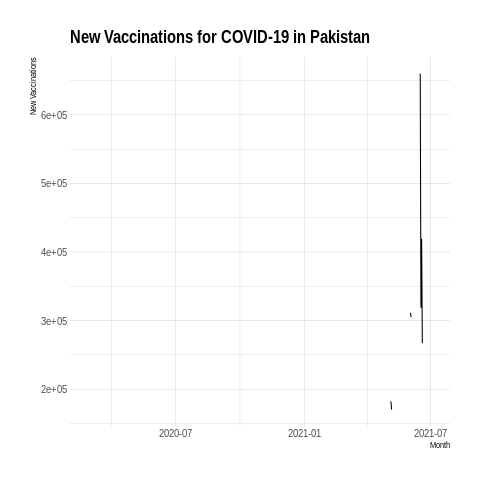 New Vaccinations for COVID-19 in Pakistan
New Vaccinations
6e+05
5e+05
4e+05
3e+05
2e+05
2020-07
2021-01
2021-07
Month